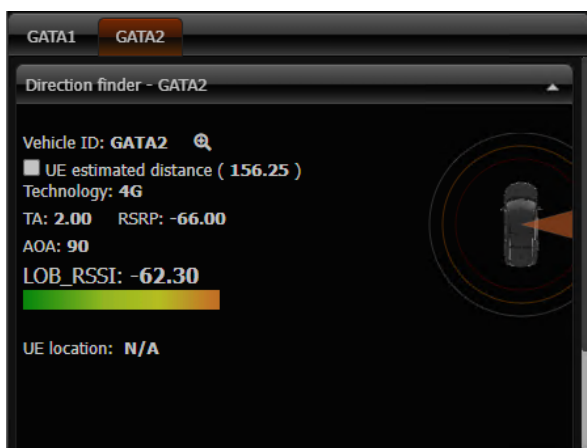 GATA1 GATA2
Direction finder - GATA2
Vehicle ID: GATA2
UE estimated distance ( 156.25 )
Technology: 4G
TA: 2.00 RSRP: -66.00
AOA: 90
LOB_RSSI: -62.30
UE location: N/A